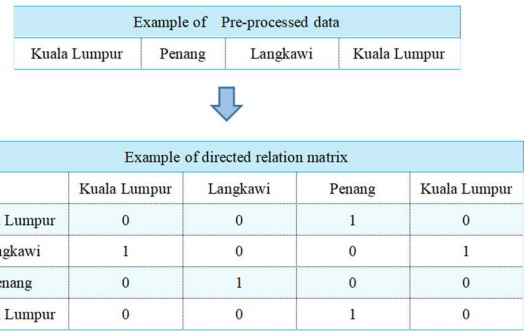 Example of Pre-processed data
Kuala Lumpur Penang Langkawi Kuala Lumpur
Example of directed relation matrix
Kuala Lumpur Langkawi Penang Kuala Lumpur
a Lumpur 0 0 1 0
ngkawi 1 0 0 1
enang 0 1 0 0
a Lumpur 0 0 1 0